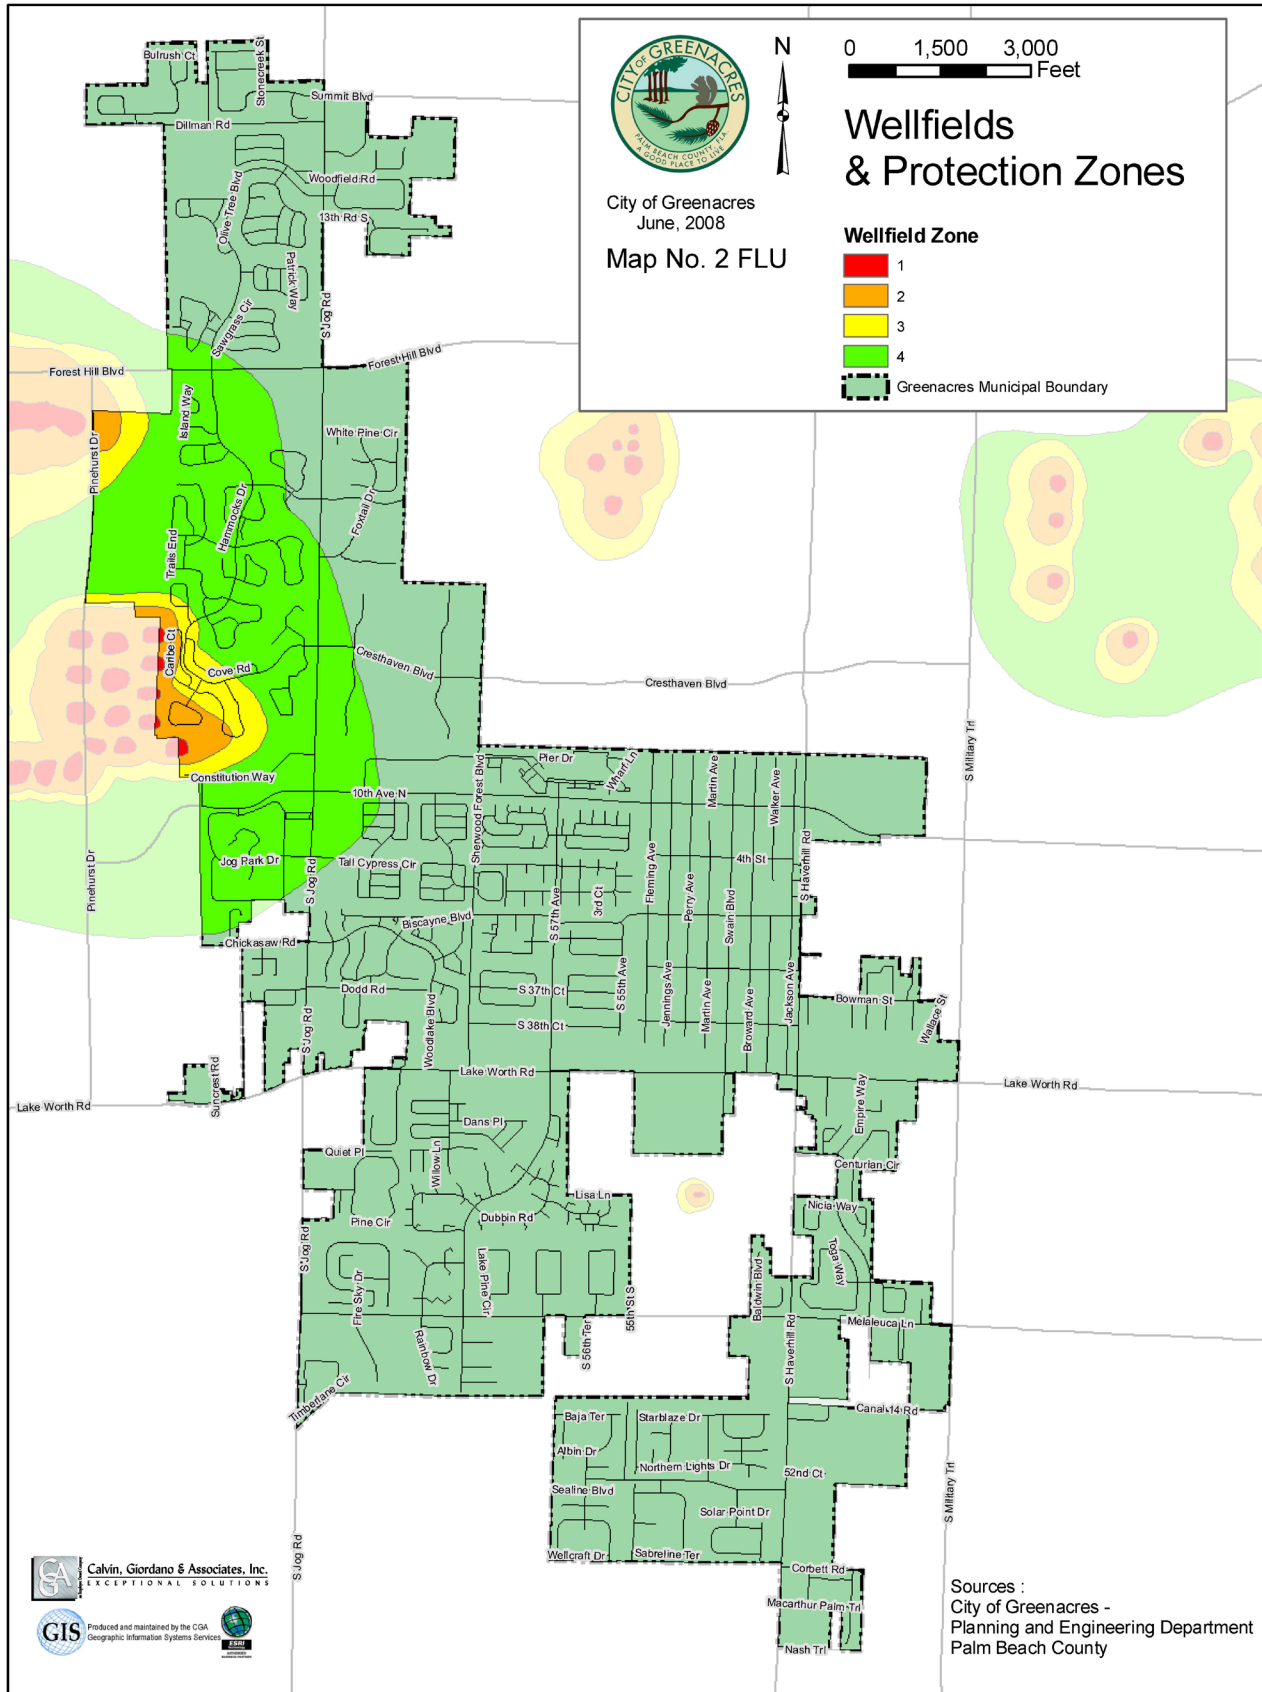 CITY OF GREENACRES
PALM BEACH COUNTY, FLA.
A GOOD PLACE TO LIVE
City of Greenacres
June, 2008
Map No. 2 FLU
N
0 1,500 3,000
Feet
Wellfields
& Protection Zones
Wellfield Zone
1
2
3
4
Greenacres Municipal Boundary
Bulrush Ct
Stonecreek St
Summit Blvd
Dillman Rd
Woodfield Rd
Olive Tree Blvd
13th Rd S
Patrick Way
S Jog Rd
Sawgrass Cir
Forest Hill Blvd
Forest Hill Blvd
Island Way
White Pine Cir
Pinehurst Dr
Hammocks Dr
Foxtail Dr
Trails End
Caribe Ct
Cove Rd
Cresthaven Blvd
Cresthaven Blvd
S Military Trl
Constitution Way
Pier Dr
Wharf Ln
Martin Ave
Walker Ave
10th Ave N
Sherwood Forest Blvd
S Haverhill Rd
Jog Park Dr
Tall Cypress Cir
4th St
Fleming Ave
Perry Ave
Pinehurst Dr
S Jog Rd
3rd Ct
Swain Blvd
S 57th Ave
Biscayne Blvd
Chickasaw Rd
Dodd Rd
S 37th Ct
S 55th Ave
Jennings Ave
Martin Ave
Broward Ave
Jackson Ave
Bowman St
Wallace St
S Jog Rd
Woodlake Blvd
S 38th Ct
Lake Worth Rd
Suncrest Rd
Lake Worth Rd
Lake Worth Rd
Empire Way
Dans Pl
Quiet Pl
Willow Ln
Centurian Cir
Lisa Ln
Nicia Way
Pine Cir
Dubbin Rd
S Jog Rd
Toga Way
Fire Sky Dr
Lake Pine Cir
Baldwin Blvd
55th St S
S 56th Ter
S Haverhill Rd
Melaleuca Ln
Rainbow Dr
Timberlane Cir
Canal 14 Rd
Baja Ter
Starblaze Dr
Albin Dr
Northern Lights Dr
52nd Ct
Sealine Blvd
Solar Point Dr
S Military Trl
S Jog Rd
Wellcraft Dr
Sabreline Ter
Corbett Rd
Macarthur Palm Trl
Nash Trl
CGA
Calvin, Giordano & Associates, Inc.
EXCEPTIONAL SOLUTIONS
GIS
Produced and maintained by the CGA
Geographic Information Systems Services
ESRI
Sources :
City of Greenacres -
Planning and Engineering Department
Palm Beach County